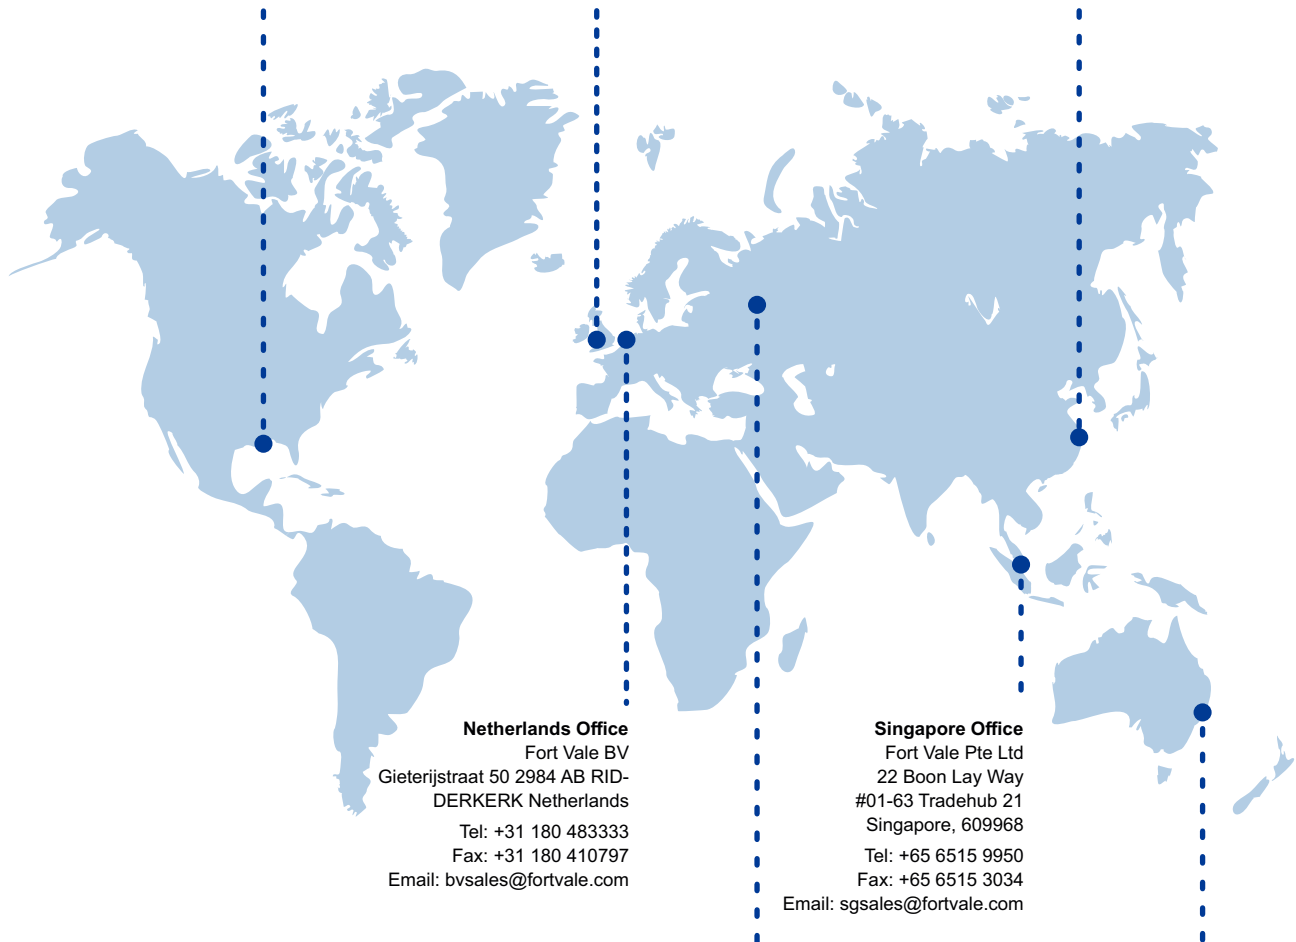 Netherlands Office
Fort Vale BV
Gieterijstraat 50 2984 AB RID-
DERKERK Netherlands
Tel: +31 180 483333
Fax: +31 180 410797
Email: bvsales@fortvale.com
Singapore Office
Fort Vale Pte Ltd
22 Boon Lay Way
#01-63 Tradehub 21
Singapore, 609968
Tel: +65 6515 9950
Fax: +65 6515 3034
Email: sgsales@fortvale.com